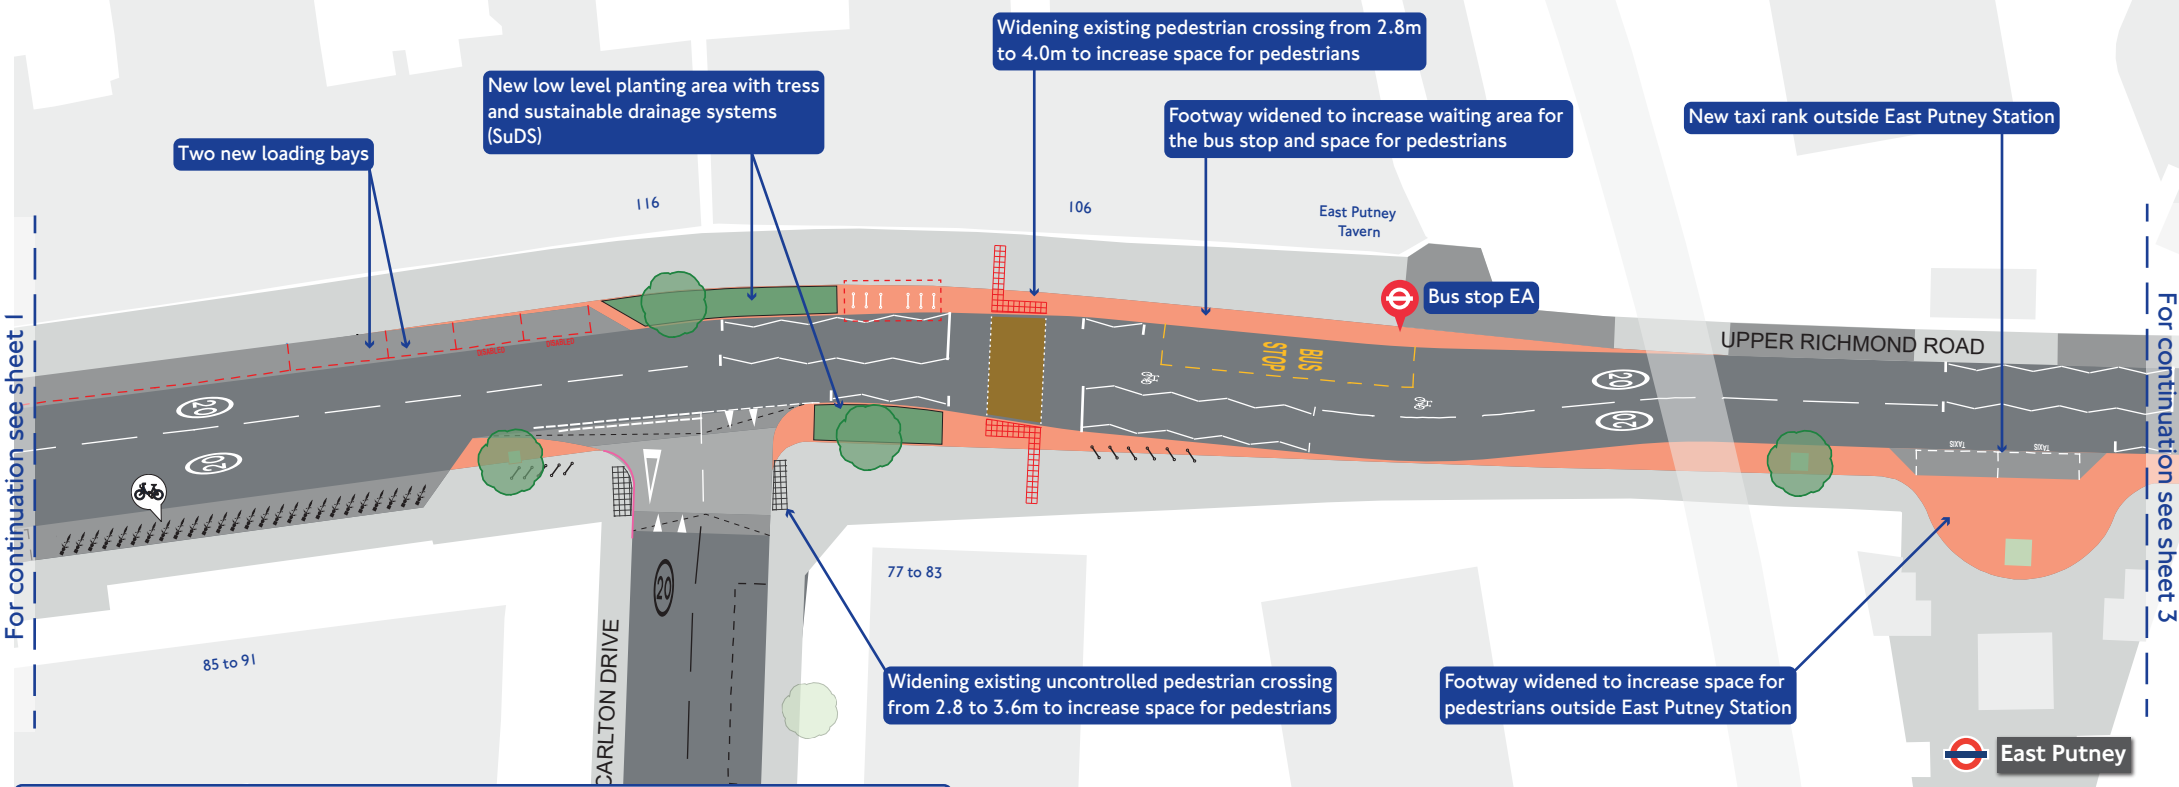 Widening existing pedestrian crossing from 2.8m
to 4.0m to increase space for pedestrians
New low level planting area with tress
and sustainable drainage systems
(SuDS)
Footway widened to increase waiting area for
the bus stop and space for pedestrians
New taxi rank outside East Putney Station
Two new loading bays
116
106
East Putney
Tavern
Bus stop EA
UPPER RICHMOND ROAD
For continuation see sheet 1
For continuation see sheet 3
DISABLED
DISABLED
BUS
STOP
20
20
20
20
TAXIS
TAXIS
20
77 to 83
85 to 91
CARLTON DRIVE
Widening existing uncontrolled pedestrian crossing
from 2.8 to 3.6m to increase space for pedestrians
Footway widened to increase space for
pedestrians outside East Putney Station
East Putney